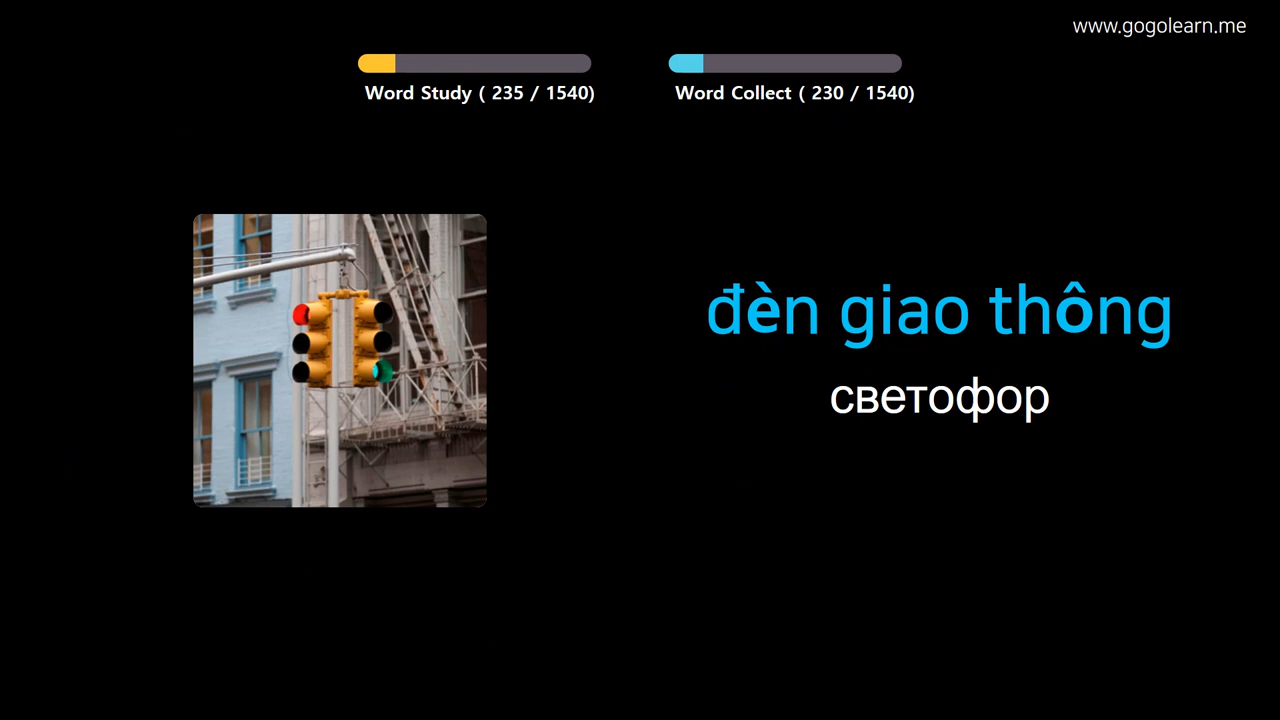 www.gogolearn.me
Word Study ( 235 / 1540)
Word Collect ( 230 / 1540)
đèn giao thông
светофор